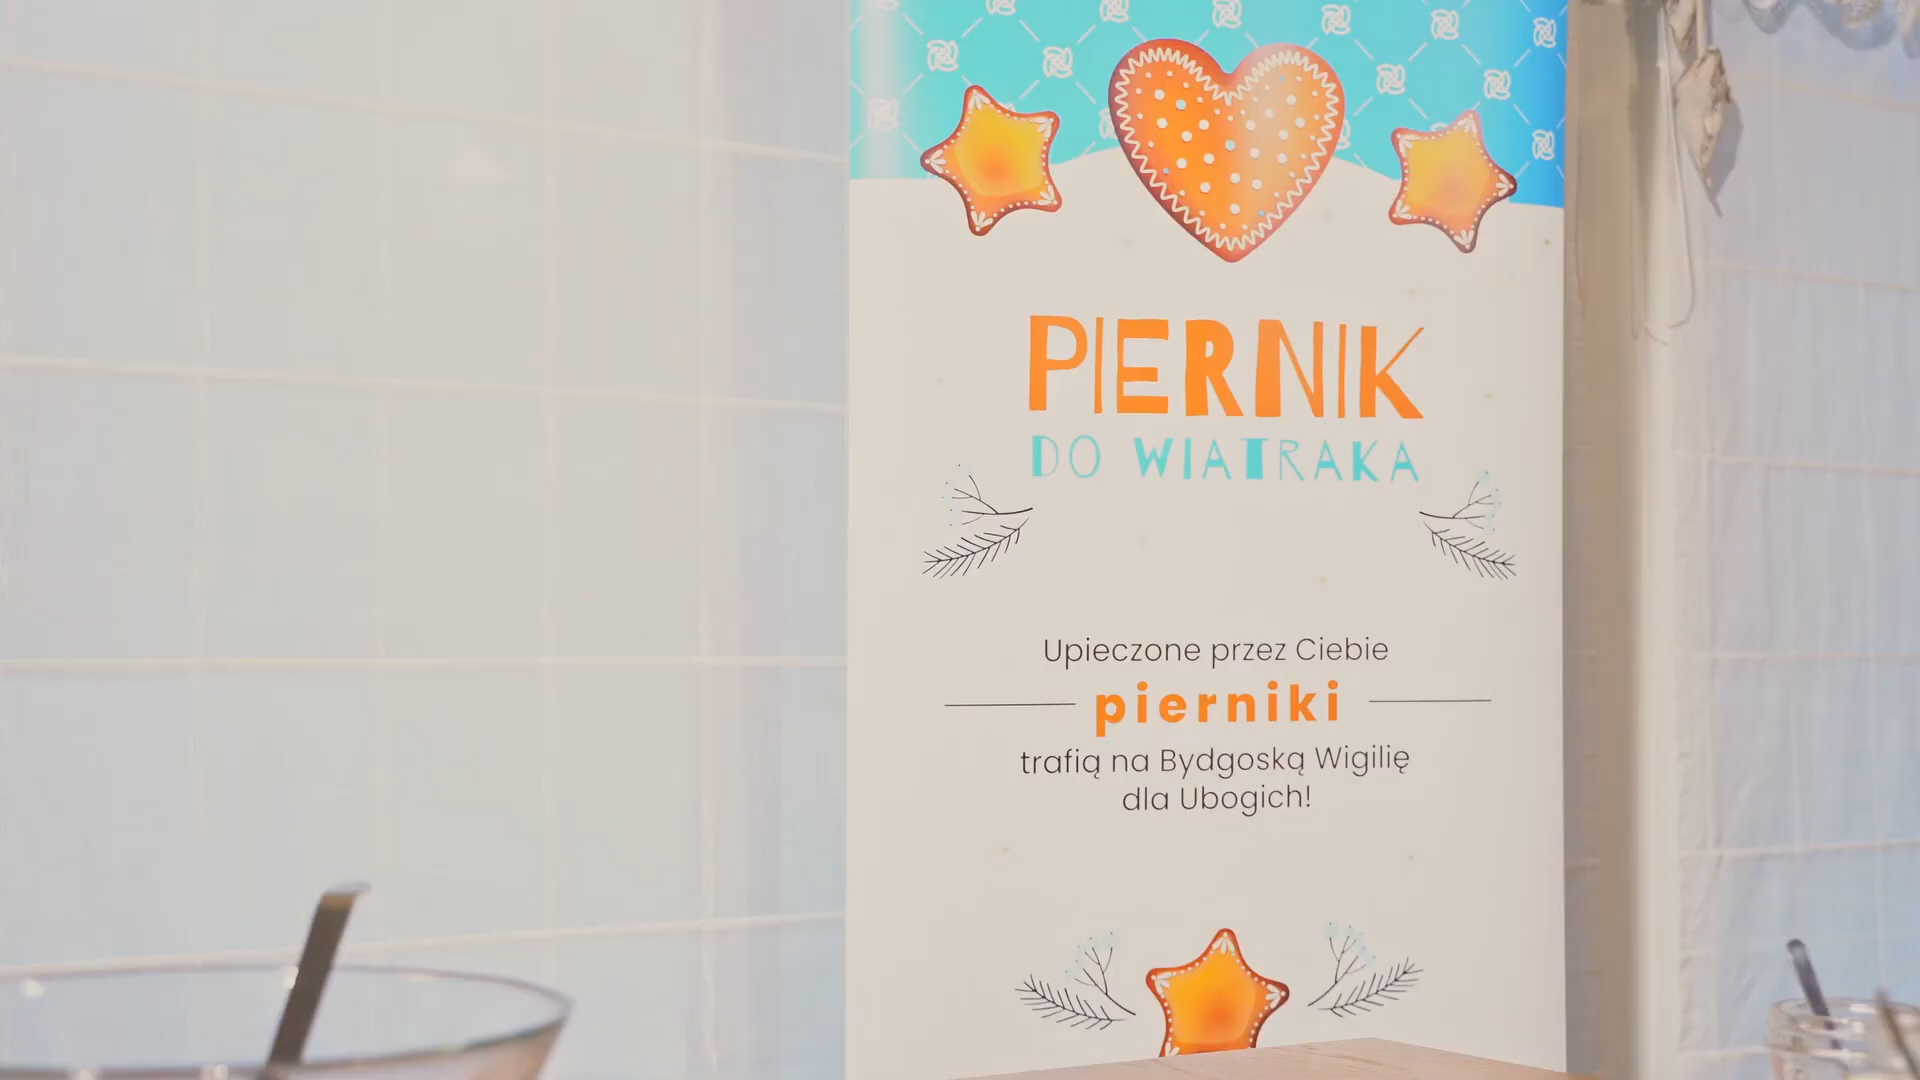 PIERNIK
DO WIATRAKA
Upieczone przez Ciebie
pierniki
trafią na Bydgoską Wigilię
dla Ubogich!